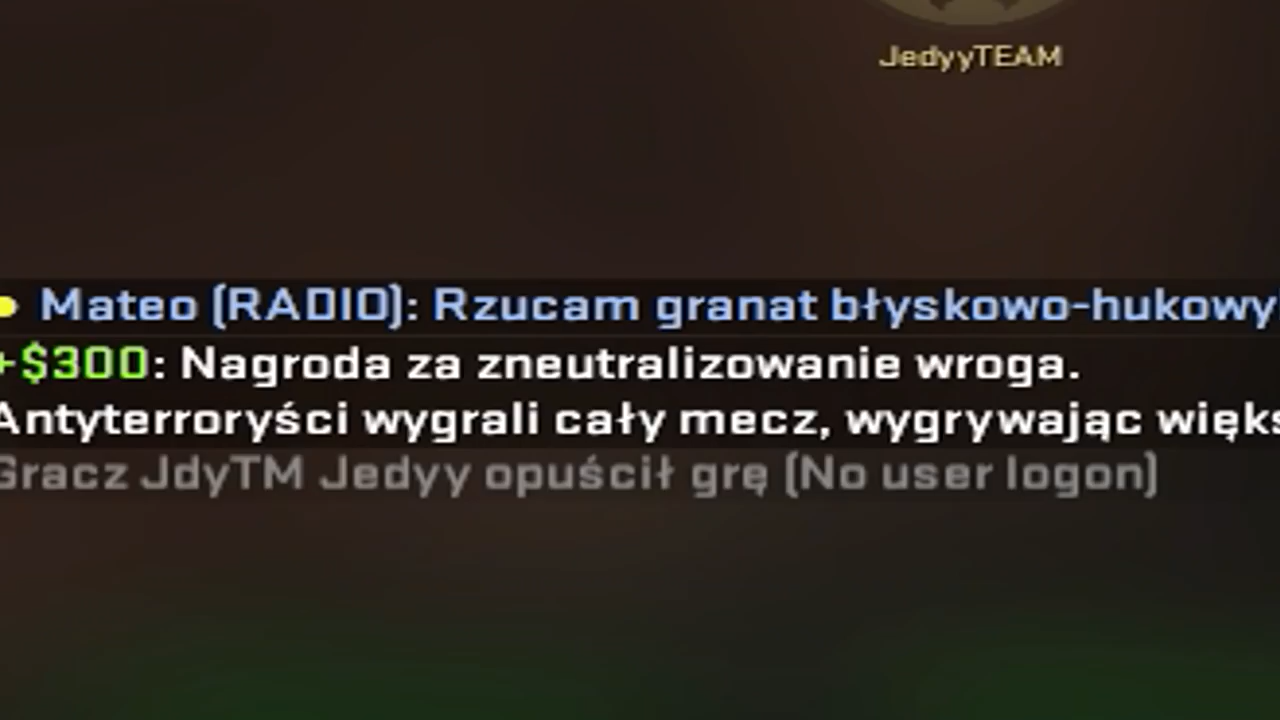 JedyyTEAM
Mateo (RADIO): Rzucam granat błyskowo-hukowy
+$300: Nagroda za zneutralizowanie wroga.
Antyterroryści wygrali cały mecz, wygrywając więks
Gracz JdyTM Jedyy opuścił grę (No user logon)